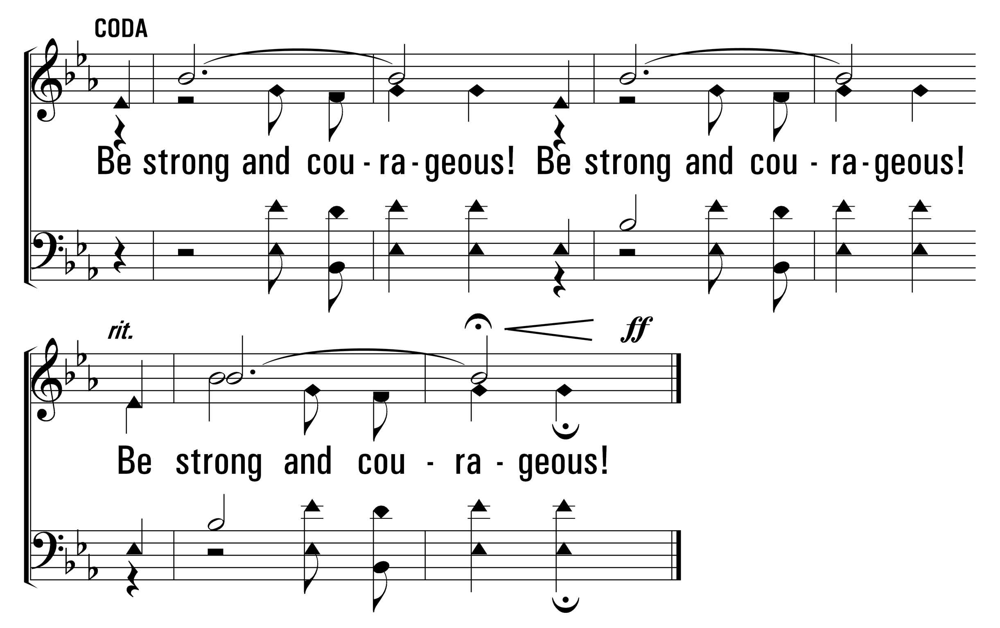 CODA
Be strong and cou - ra - geous! Be strong and cou - ra - geous!
rit.
ff
Be strong and cou - ra - geous!